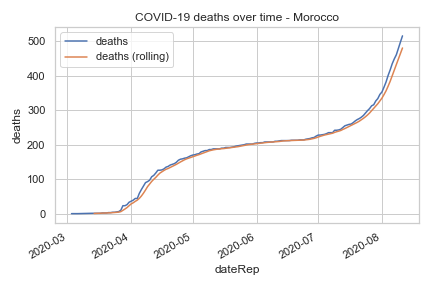 COVID-19 deaths over time - Morocco
deaths
deaths (rolling)
500
400
300
200
100
0
deaths
2020-03
2020-04
2020-05
2020-06
2020-07
2020-08
dateRep